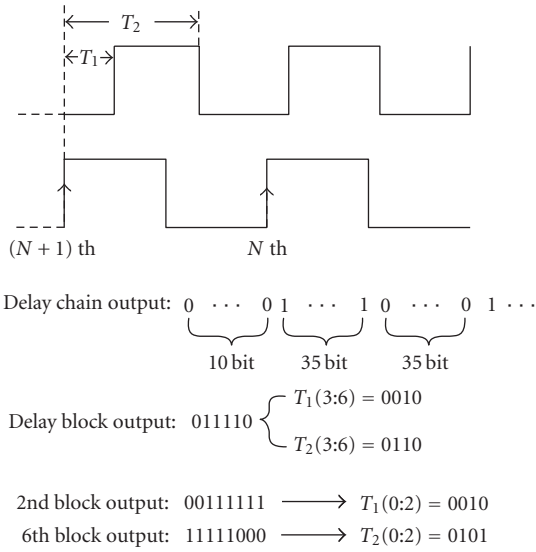 T₂
T₁
(N + 1) th
N th
Delay chain output: 0 ··· 0 1 ··· 1 0 ··· 0 1 ···
10 bit 35 bit 35 bit
T₁(3:6) = 0010
Delay block output: 011110
T₂(3:6) = 0110
2nd block output: 00111111 T₁(0:2) = 0010
6th block output: 11111000 T₂(0:2) = 0101